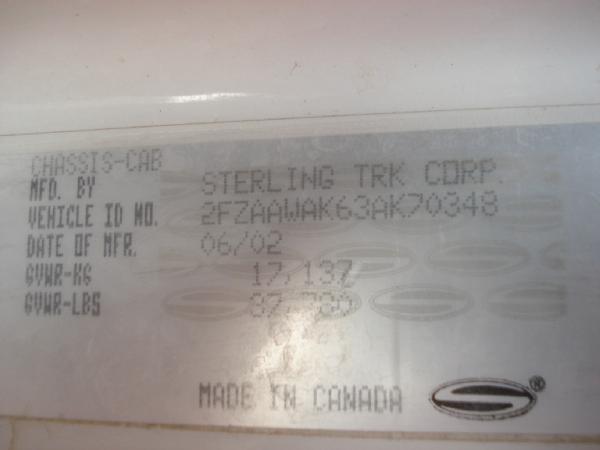 CHASSIS-CAB
MFD. BY STERLING TRK CORP.
VEHICLE ID NO. 2FZAAWAK63AK70348
DATE OF MFR. 06/02
GVWR-KG 17,137
GVWR-LBS
MADE IN CANADA ®